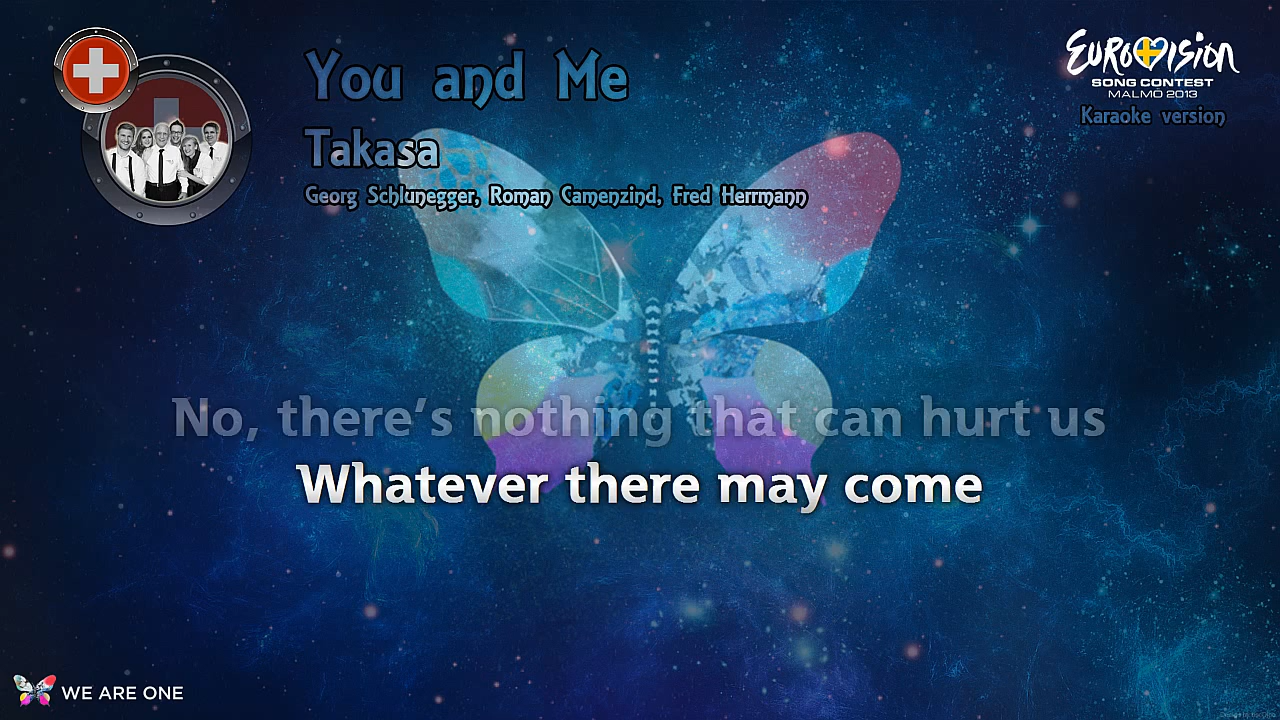 You and Me
Takasa
Georg Schlunegger, Roman Camenzind, Fred Herrmann
EUROVISION
SONG CONTEST
MALMÖ 2013
Karaoke version
No, there's nothing that can hurt us
Whatever there may come
WE ARE ONE